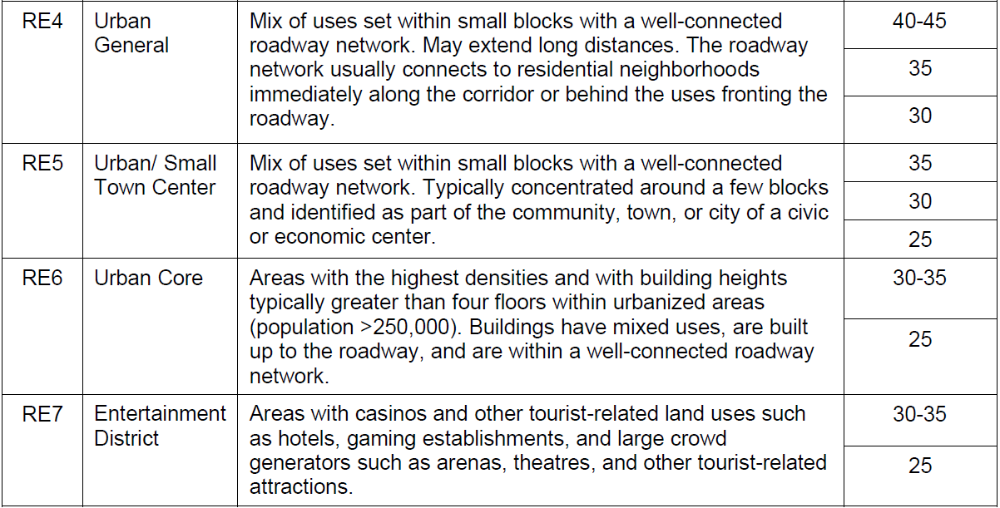 RE4
Urban
General
Mix of uses set within small blocks with a well-connected
roadway network. May extend long distances. The roadway
network usually connects to residential neighborhoods
immediately along the corridor or behind the uses fronting the
roadway.
40-45
35
30
RE5
Urban/ Small
Town Center
Mix of uses set within small blocks with a well-connected
roadway network. Typically concentrated around a few blocks
and identified as part of the community, town, or city of a civic
or economic center.
35
30
25
RE6
Urban Core
Areas with the highest densities and with building heights
typically greater than four floors within urbanized areas
(population >250,000). Buildings have mixed uses, are built
up to the roadway, and are within a well-connected roadway
network.
30-35
25
RE7
Entertainment
District
Areas with casinos and other tourist-related land uses such
as hotels, gaming establishments, and large crowd
generators such as arenas, theatres, and other tourist-related
attractions.
30-35
25